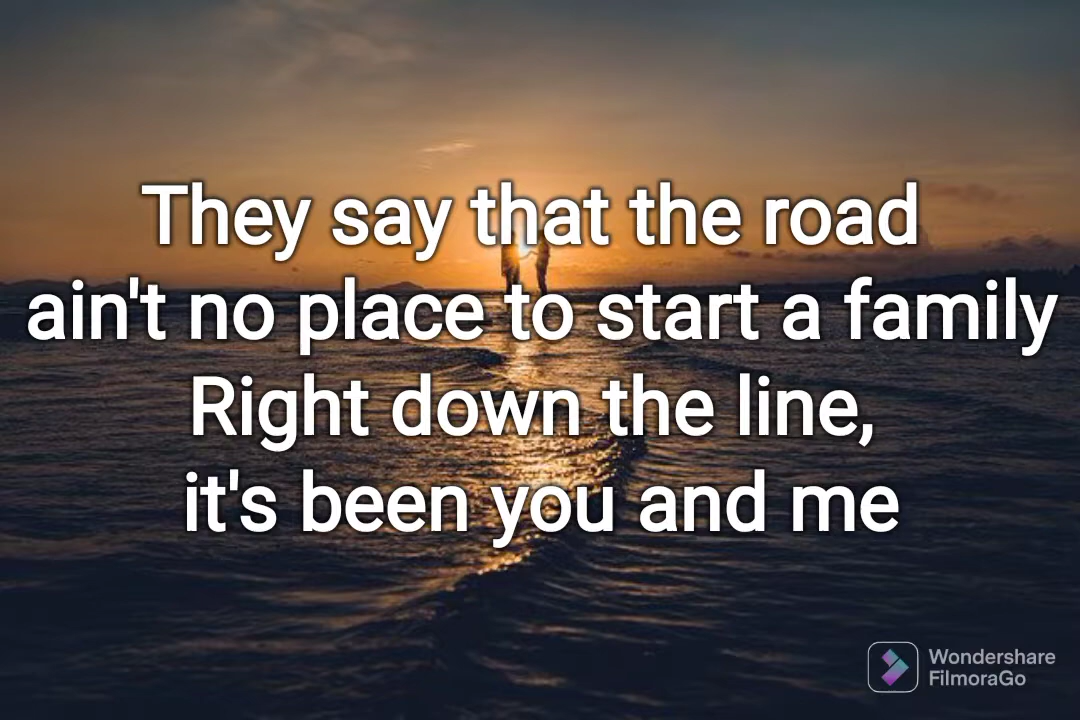 They say that the road
ain't no place to start a family
Right down the line,
it's been you and me
Wondershare
FilmoraGo